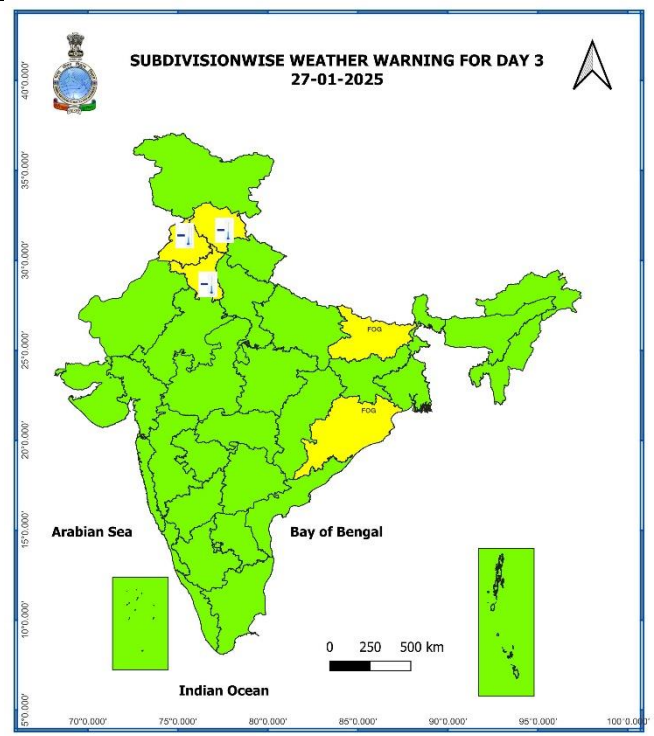 SUBDIVISIONWISE WEATHER WARNING FOR DAY 3
27-01-2025
40°0.000'
35°0.000'
30°0.000'
25°0.000'
20°0.000'
15°0.000'
10°0.000'
5°0.000'
FOG
FOG
Arabian Sea
Bay of Bengal
0 250 500 km
Indian Ocean
70°0.000' 75°0.000' 80°0.000' 85°0.000' 90°0.000' 95°0.000' 100°0.000'